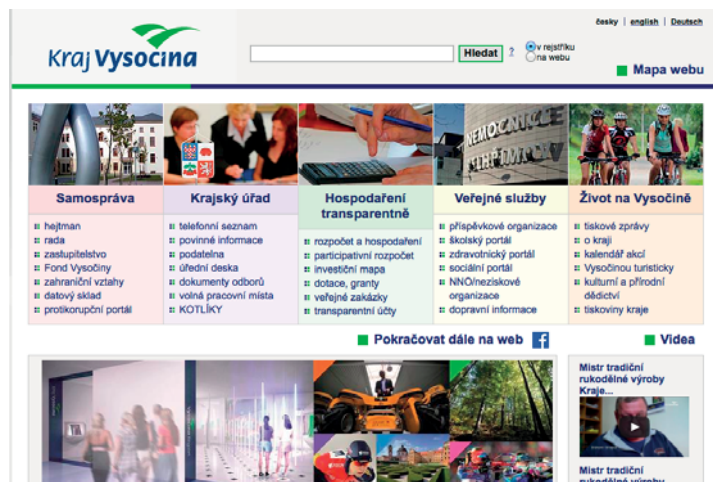 česky | english | Deutsch
Kraj Vysočina
Hledat ? v rejstříku
na webu
Mapa webu
NEMOCNICE
Samospráva
hejtman
rada
zastupitelstvo
Fond Vysočiny
zahraniční vztahy
datový sklad
protikorupční portál
Krajský úřad
telefonní seznam
povinné informace
podatelna
úřední deska
dokumenty odborů
volná pracovní místa
KOTLÍKY
Hospodaření
transparentně
rozpočet a hospodaření
participativní rozpočet
investiční mapa
dotace, granty
veřejné zakázky
transparentní účty
Veřejné služby
příspěvkové organizace
školský portál
zdravotnický portál
sociální portál
NNO/neziskové
organizace
dopravní informace
Život na Vysočině
tiskové zprávy
o kraji
kalendář akcí
Vysočinou turisticky
kulturní a přírodní
dědictví
tiskoviny kraje
Pokračovat dále na web f
Videa
Mistr tradiční
rukodělné výroby
Kraje...
Mistr tradiční
rukodělné výroby